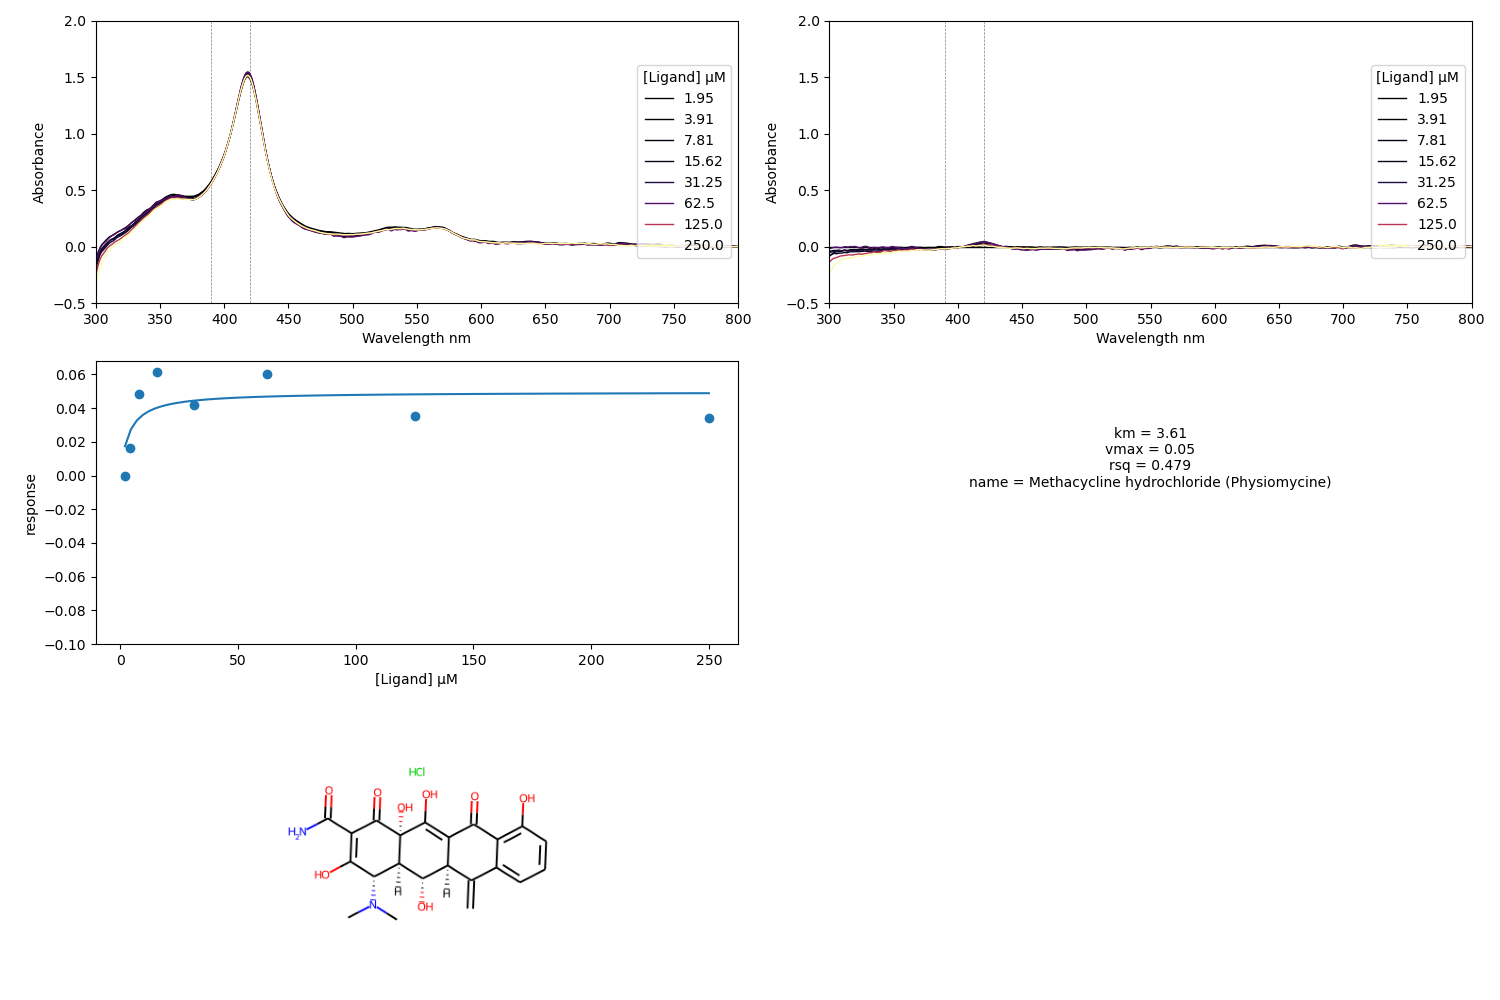 2.0
1.5
1.0
0.5
0.0
−0.5
Absorbance
300 350 400 450 500 550 600 650 700 750 800
Wavelength nm
[Ligand] μM
1.95
3.91
7.81
15.62
31.25
62.5
125.0
250.0
2.0
1.5
1.0
0.5
0.0
−0.5
Absorbance
300 350 400 450 500 550 600 650 700 750 800
Wavelength nm
[Ligand] μM
1.95
3.91
7.81
15.62
31.25
62.5
125.0
250.0
0.06
0.04
0.02
0.00
−0.02
−0.04
−0.06
−0.08
−0.10
response
0 50 100 150 200 250
[Ligand] μM
km = 3.61
vmax = 0.05
rsq = 0.479
name = Methacycline hydrochloride (Physiomycine)
HCl
O O OH OH O OH
H2N
HO
H H
N OH